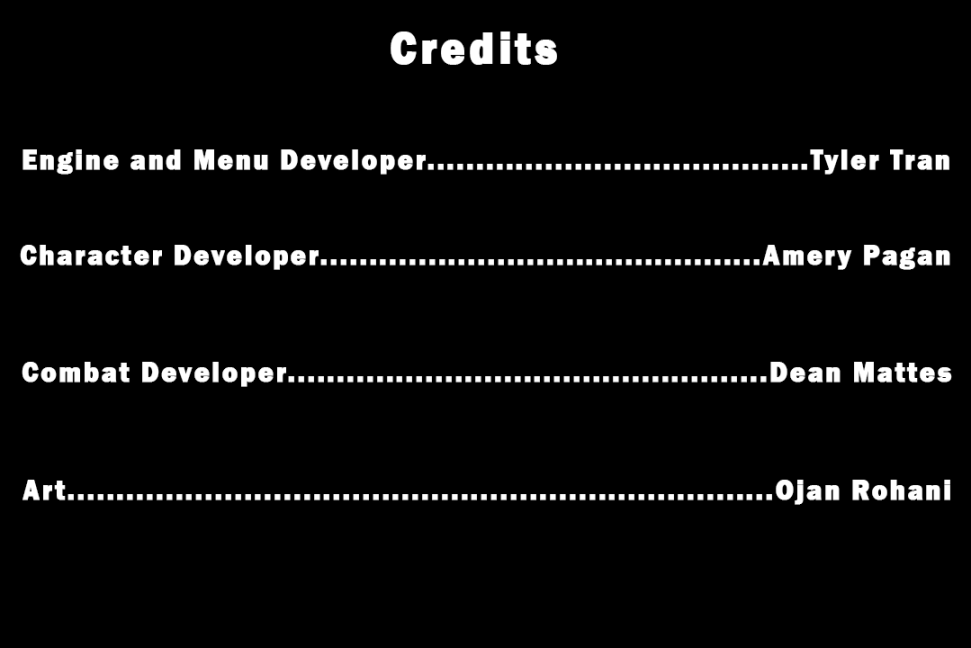 Credits
Engine and Menu Developer.......................................Tyler Tran
Character Developer.............................................Amery Pagan
Combat Developer.................................................Dean Mattes
Art........................................................................Ojan Rohani